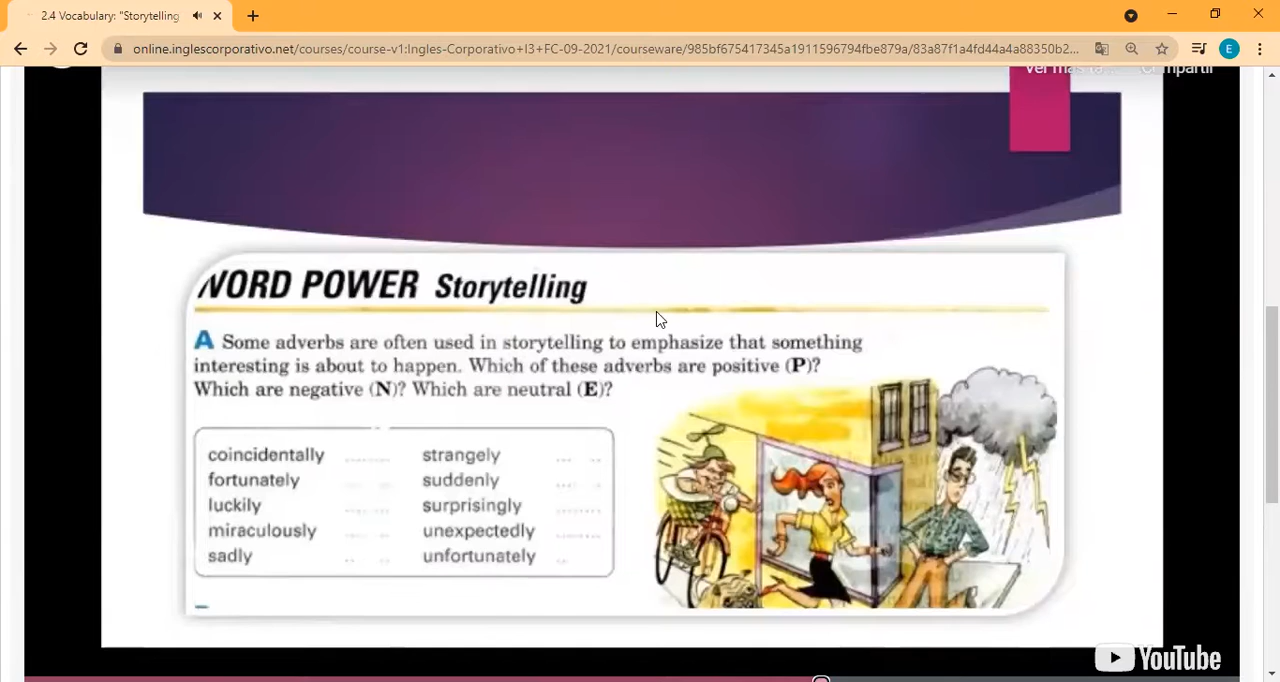 2.4 Vocabulary: "Storytelling
online.inglescorporativo.net/courses/course-v1:Ingles-Corporativo+I3+FC-09-2021/courseware/985bf675417345a1911596794fbe879a/83a87f1a4fd44a4a88350b2...
E
Compartir
WORD POWER Storytelling
A Some adverbs are often used in storytelling to emphasize that something
interesting is about to happen. Which of these adverbs are positive (P)?
Which are negative (N)? Which are neutral (E)?
coincidentally strangely
fortunately suddenly
luckily surprisingly
miraculously unexpectedly
sadly unfortunately
YouTube